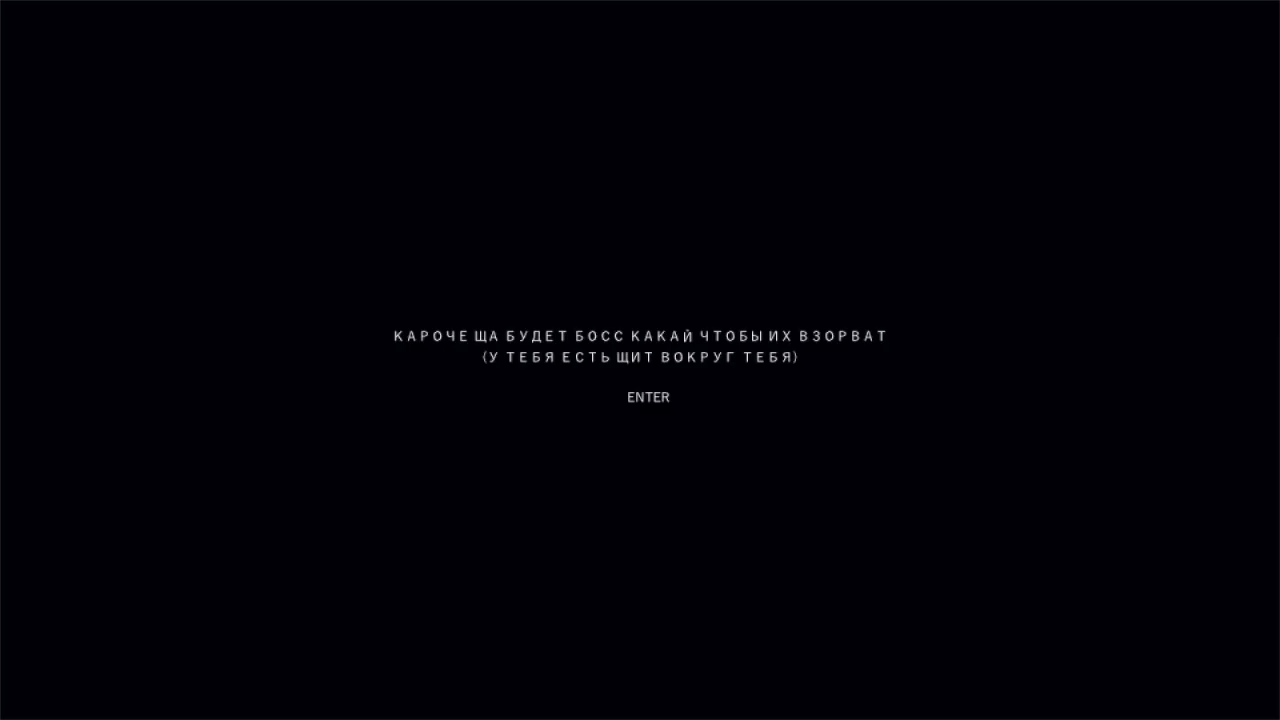 КАРОЧЕ ЩА БУДЕТ БОСС КАКАЙ ЧТОБЫ ИХ ВЗОРВАТ
(У ТЕБЯ ЕСТЬ ЩИТ ВОКРУГ ТЕБЯ)
ENTER